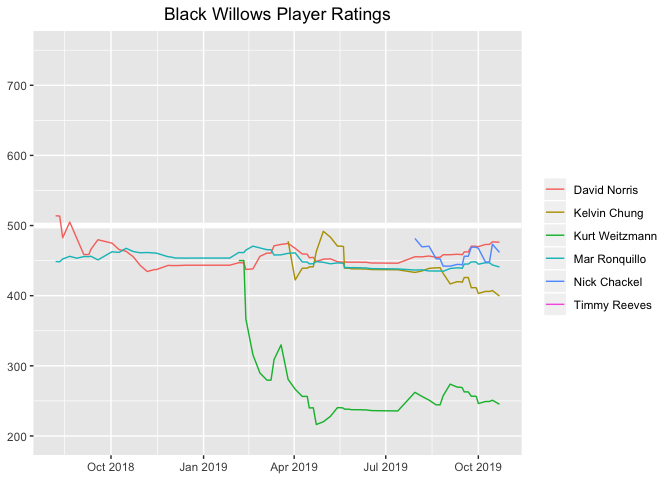 Black Willows Player Ratings
700
600
500
400
300
200
Oct 2018 Jan 2019 Apr 2019 Jul 2019 Oct 2019
David Norris
Kelvin Chung
Kurt Weitzmann
Mar Ronquillo
Nick Chackel
Timmy Reeves